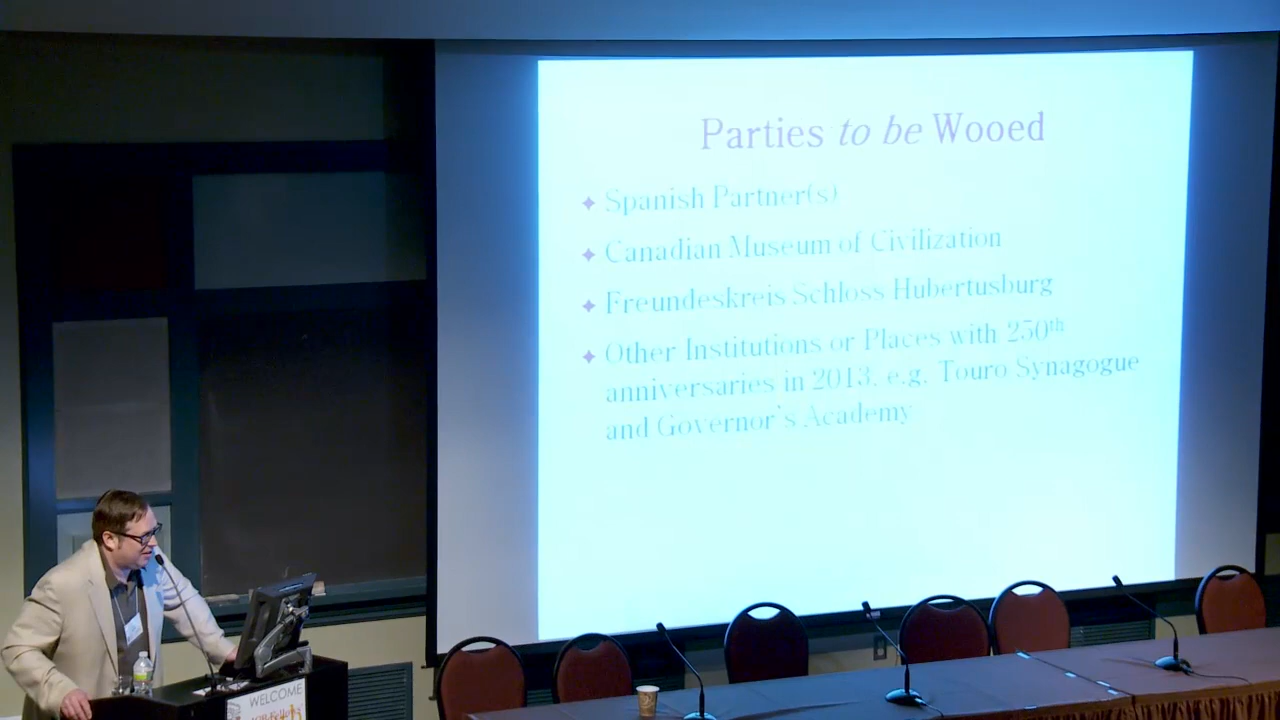 Parties to be Wooed
✦ Spanish Partner(s)
✦ Canadian Museum of Civilization
✦ Freundeskreis Schloss Hubertusburg
✦ Other Institutions or Places with 250th
anniversaries in 2013, e.g. Touro Synagogue
and Governor's Academy
WELCOME